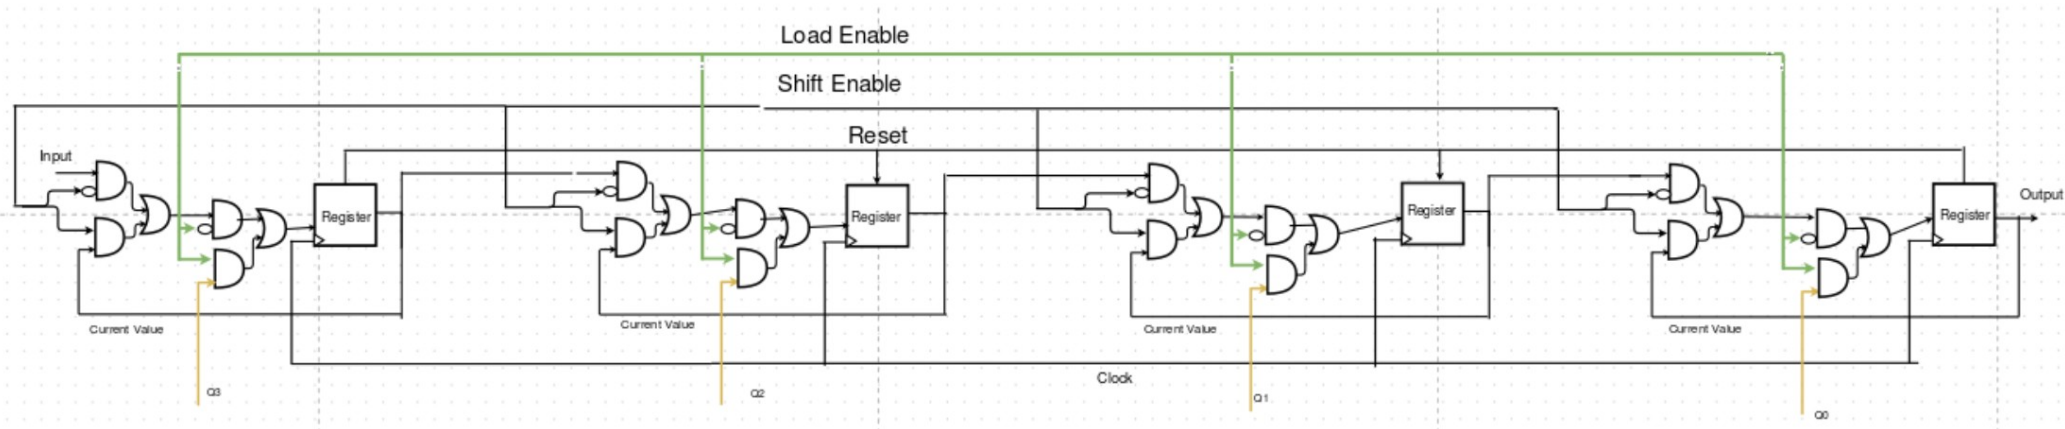 Load Enable
Shift Enable
Reset
Input
Register
Register
Register
Register
Output
Current Value
Current Value
Current Value
Current Value
Clock
Q3
Q2
Q1
Q0